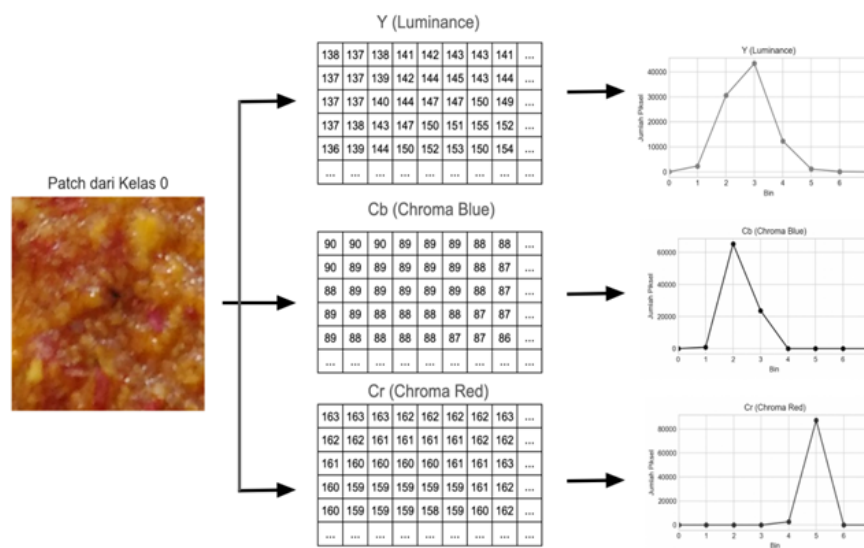 Y (Luminance)
138 137 138 141 142 143 143 141 ...
137 137 139 142 144 145 143 144 ...
137 137 140 144 147 147 150 149 ...
137 138 143 147 150 151 155 152 ...
136 139 144 150 152 153 150 154 ...
... ... ... ... ... ... ... ... ...
Y (Luminance)
Jumlah Piksel
40000
30000
20000
10000
0
0 1 2 3 4 5 6
Bin
Patch dari Kelas 0
Cb (Chroma Blue)
90 90 90 89 89 89 88 88 ...
90 89 89 89 89 89 88 87 ...
88 89 89 89 89 88 88 87 ...
89 89 88 88 88 88 87 87 ...
89 88 88 88 88 87 87 86 ...
... ... ... ... ... ... ... ... ...
Cb (Chroma Blue)
Jumlah Piksel
60000
40000
20000
0
0 1 2 3 4 5 6
Bin
Cr (Chroma Red)
163 163 163 162 162 162 162 163 ...
162 162 161 161 161 161 162 162 ...
161 160 160 160 160 161 161 163 ...
160 159 159 159 159 159 161 162 ...
160 159 159 158 159 160 162 ...
... ... ... ... ... ... ... ... ...
Cr (Chroma Red)
Jumlah Piksel
80000
60000
40000
20000
0
0 1 2 3 4 5 6
Bin